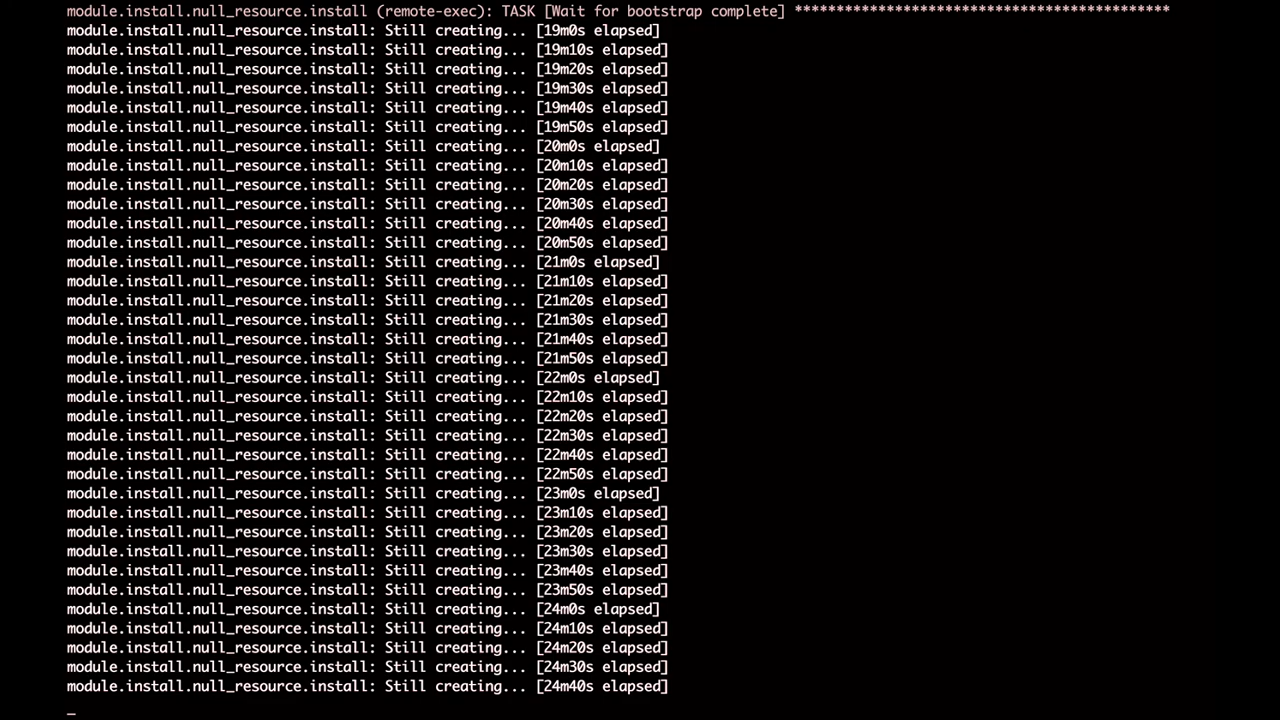 module.install.null_resource.install (remote-exec): TASK [Wait for bootstrap complete] *********************************************
module.install.null_resource.install: Still creating... [19m0s elapsed]
module.install.null_resource.install: Still creating... [19m10s elapsed]
module.install.null_resource.install: Still creating... [19m20s elapsed]
module.install.null_resource.install: Still creating... [19m30s elapsed]
module.install.null_resource.install: Still creating... [19m40s elapsed]
module.install.null_resource.install: Still creating... [19m50s elapsed]
module.install.null_resource.install: Still creating... [20m0s elapsed]
module.install.null_resource.install: Still creating... [20m10s elapsed]
module.install.null_resource.install: Still creating... [20m20s elapsed]
module.install.null_resource.install: Still creating... [20m30s elapsed]
module.install.null_resource.install: Still creating... [20m40s elapsed]
module.install.null_resource.install: Still creating... [20m50s elapsed]
module.install.null_resource.install: Still creating... [21m0s elapsed]
module.install.null_resource.install: Still creating... [21m10s elapsed]
module.install.null_resource.install: Still creating... [21m20s elapsed]
module.install.null_resource.install: Still creating... [21m30s elapsed]
module.install.null_resource.install: Still creating... [21m40s elapsed]
module.install.null_resource.install: Still creating... [21m50s elapsed]
module.install.null_resource.install: Still creating... [22m0s elapsed]
module.install.null_resource.install: Still creating... [22m10s elapsed]
module.install.null_resource.install: Still creating... [22m20s elapsed]
module.install.null_resource.install: Still creating... [22m30s elapsed]
module.install.null_resource.install: Still creating... [22m40s elapsed]
module.install.null_resource.install: Still creating... [22m50s elapsed]
module.install.null_resource.install: Still creating... [23m0s elapsed]
module.install.null_resource.install: Still creating... [23m10s elapsed]
module.install.null_resource.install: Still creating... [23m20s elapsed]
module.install.null_resource.install: Still creating... [23m30s elapsed]
module.install.null_resource.install: Still creating... [23m40s elapsed]
module.install.null_resource.install: Still creating... [23m50s elapsed]
module.install.null_resource.install: Still creating... [24m0s elapsed]
module.install.null_resource.install: Still creating... [24m10s elapsed]
module.install.null_resource.install: Still creating... [24m20s elapsed]
module.install.null_resource.install: Still creating... [24m30s elapsed]
module.install.null_resource.install: Still creating... [24m40s elapsed]